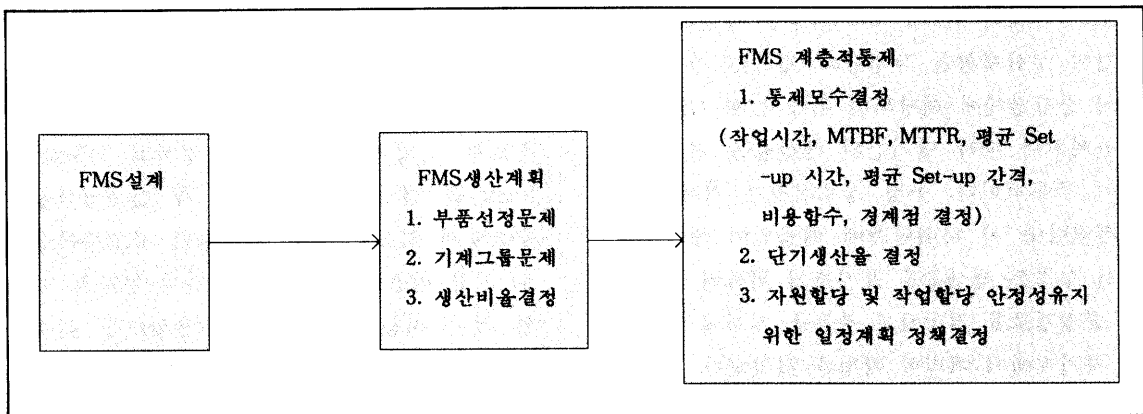 FMS설계
FMS생산계획
1. 부품선정문제
2. 기계그룹문제
3. 생산비율결정
FMS 계층적통제
1. 통제모수결정
(작업시간, MTBF, MTTR, 평균 Set
-up 시간, 평균 Set-up 간격,
비용함수, 경계점 결정)
2. 단기생산율 결정
3. 자원할당 및 작업할당 안정성유지
위한 일정계획 정책결정